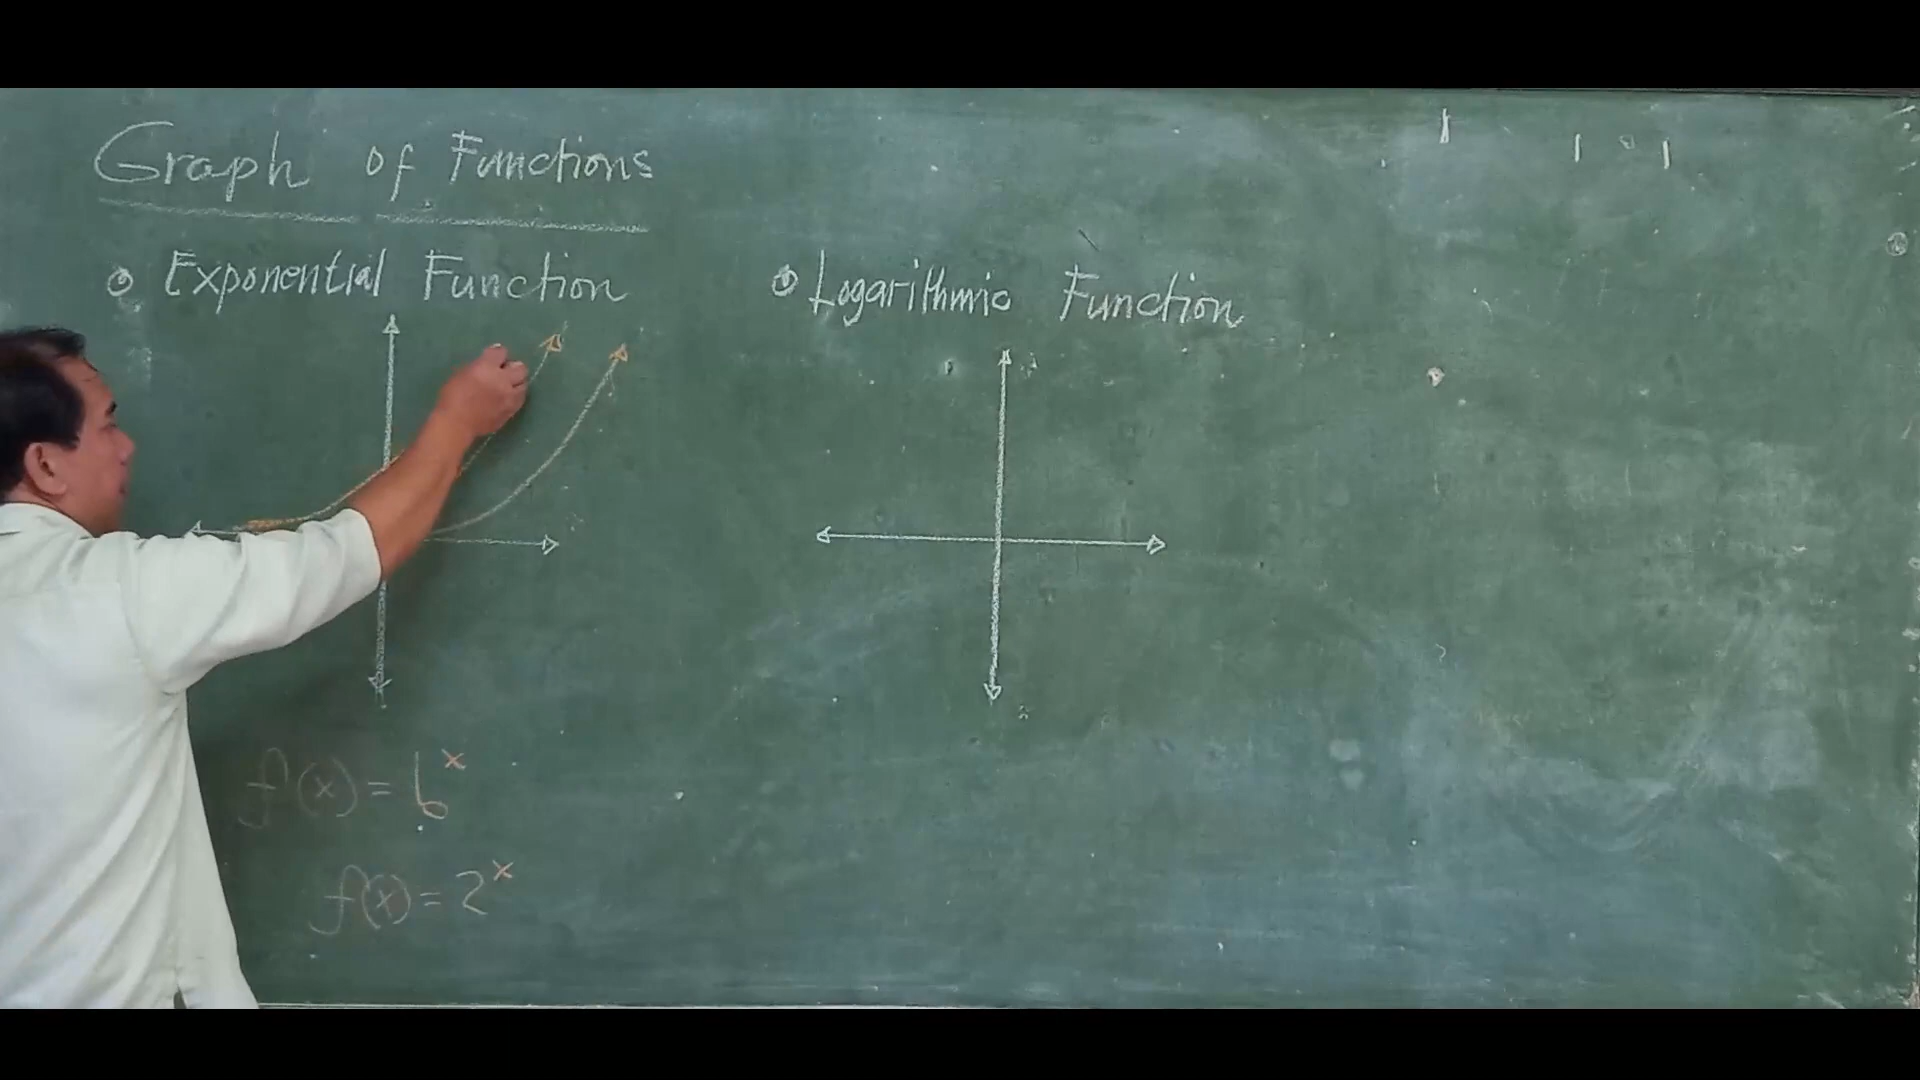 Graph of Functions
Exponential Function
Logarithmic Function
f(x) = b^x
f(x) = 2^x